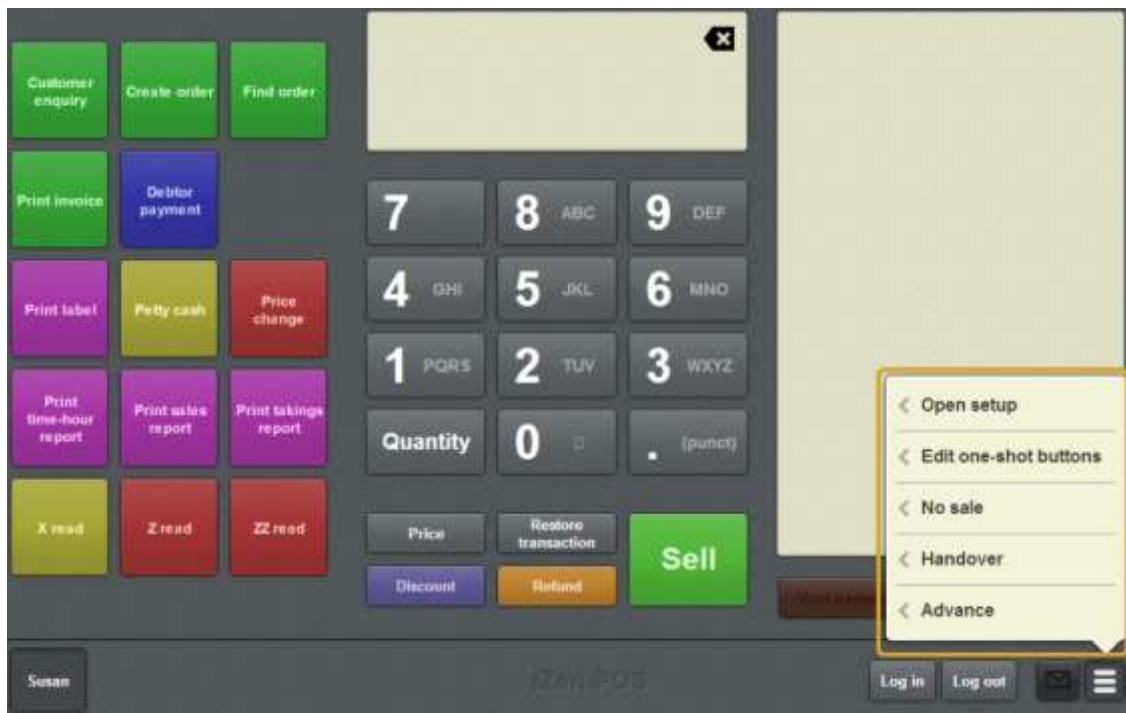 Customer
enquiry
Create order
Find order
Print invoice
Debtor
payment
Print label
Petty cash
Price
change
Print
time-hour
report
Print sales
report
Print takings
report
X read
Z read
ZZ read
7
8 ABC
9 DEF
4 GHI
5 JKL
6 MNO
1 PQRS
2 TUV
3 WXYZ
Quantity
0
. (punct)
Price
Restore
transaction
Discount
Refund
Sell
Open setup
Edit one-shot buttons
No sale
Handover
Advance
Susan
Log in
Log out